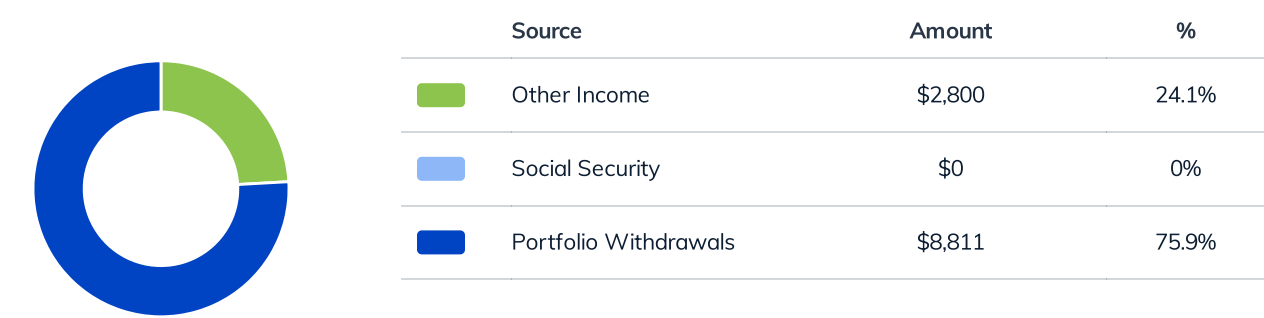 Source Amount %
Other Income $2,800 24.1%
Social Security $0 0%
Portfolio Withdrawals $8,811 75.9%